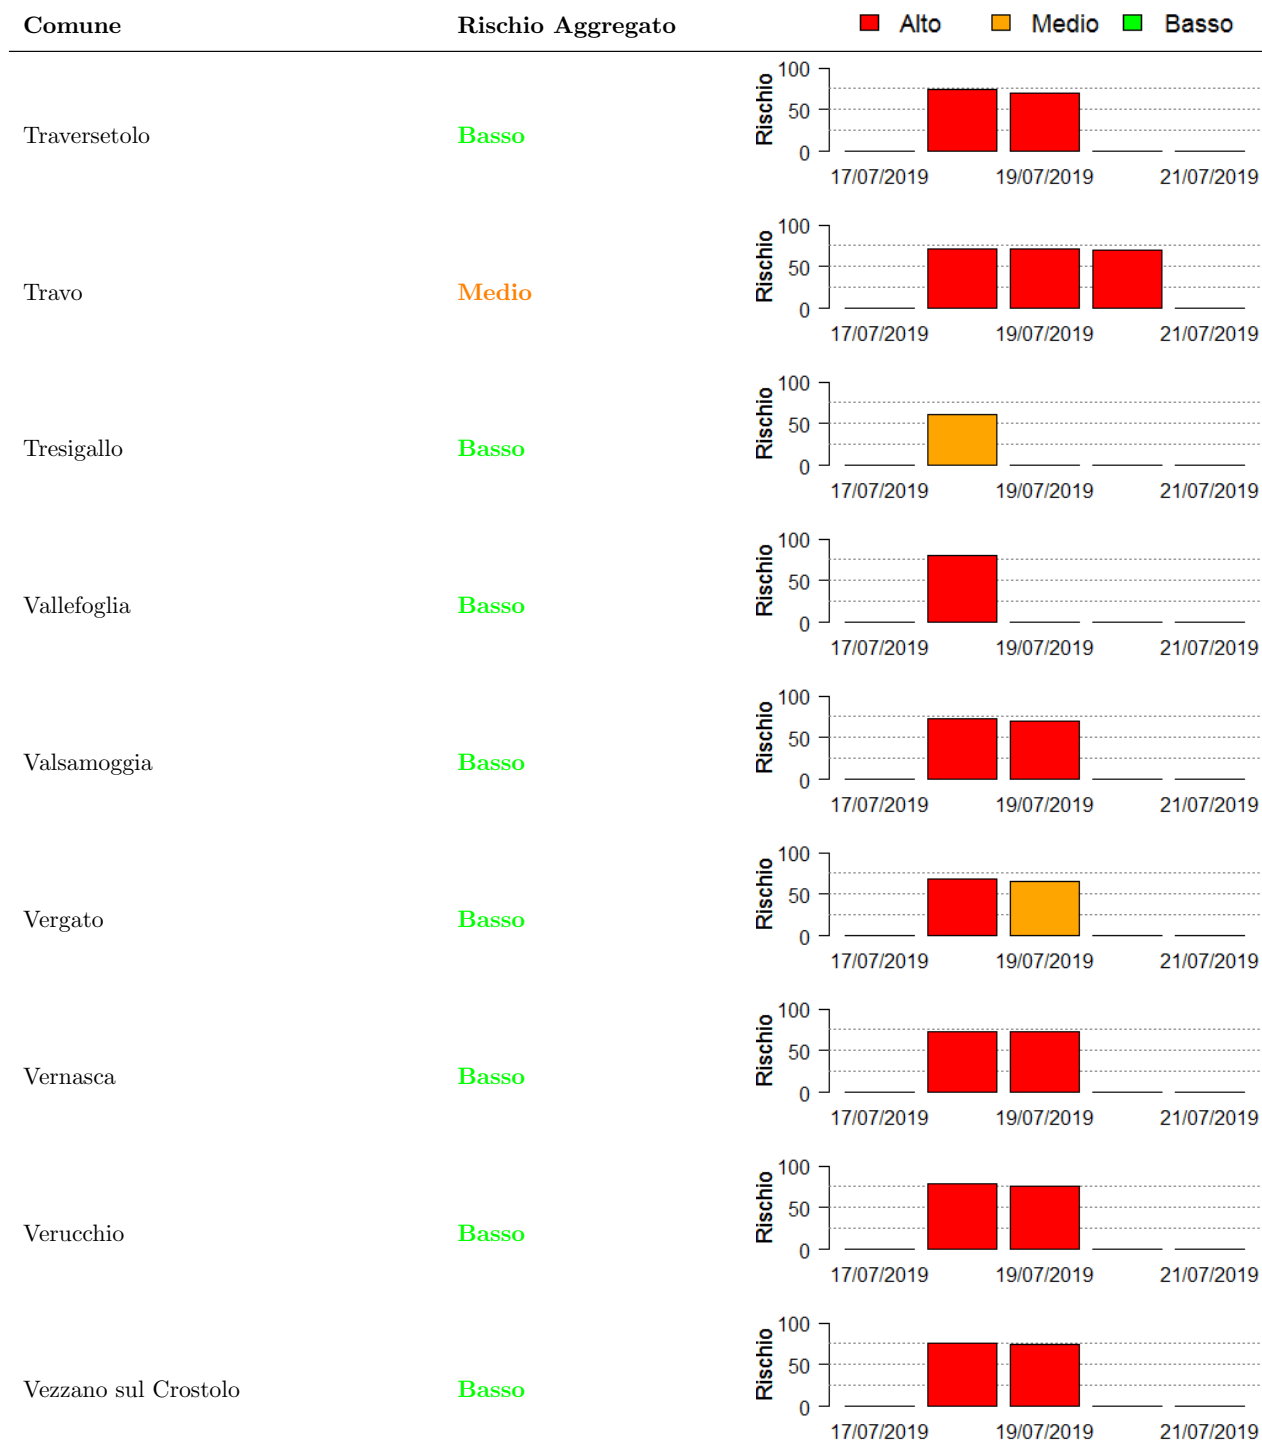 Comune Rischio Aggregato Alto Medio Basso
Traversetolo Basso
Rischio
100
50
0
17/07/2019 19/07/2019 21/07/2019
Travo Medio
Rischio
100
50
0
17/07/2019 19/07/2019 21/07/2019
Tresigallo Basso
Rischio
100
50
0
17/07/2019 19/07/2019 21/07/2019
Vallefoglia Basso
Rischio
100
50
0
17/07/2019 19/07/2019 21/07/2019
Valsamoggia Basso
Rischio
100
50
0
17/07/2019 19/07/2019 21/07/2019
Vergato Basso
Rischio
100
50
0
17/07/2019 19/07/2019 21/07/2019
Vernasca Basso
Rischio
100
50
0
17/07/2019 19/07/2019 21/07/2019
Verucchio Basso
Rischio
100
50
0
17/07/2019 19/07/2019 21/07/2019
Vezzano sul Crostolo Basso
Rischio
100
50
0
17/07/2019 19/07/2019 21/07/2019